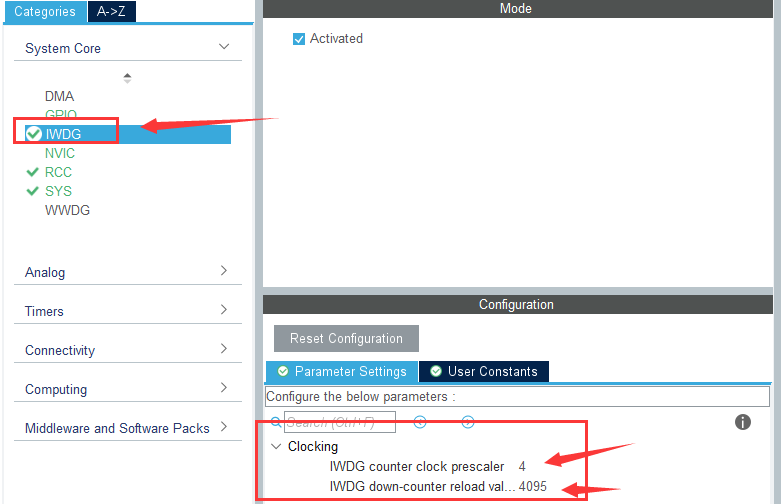 Categories
A->Z
System Core
DMA
GPIO
IWDG
NVIC
RCC
SYS
WWDG
Analog
Timers
Connectivity
Computing
Middleware and Software Packs
Mode
Activated
Configuration
Reset Configuration
Parameter Settings
User Constants
Configure the below parameters :
Search (Ctrl+F)
Clocking
IWDG counter clock prescaler 4
IWDG down-counter reload val... 4095